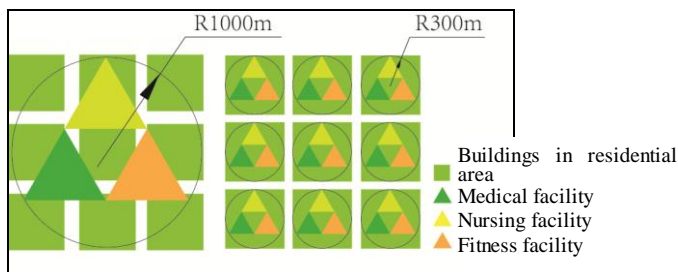 R1000m
R300m
Buildings in residential
area
Medical facility
Nursing facility
Fitness facility